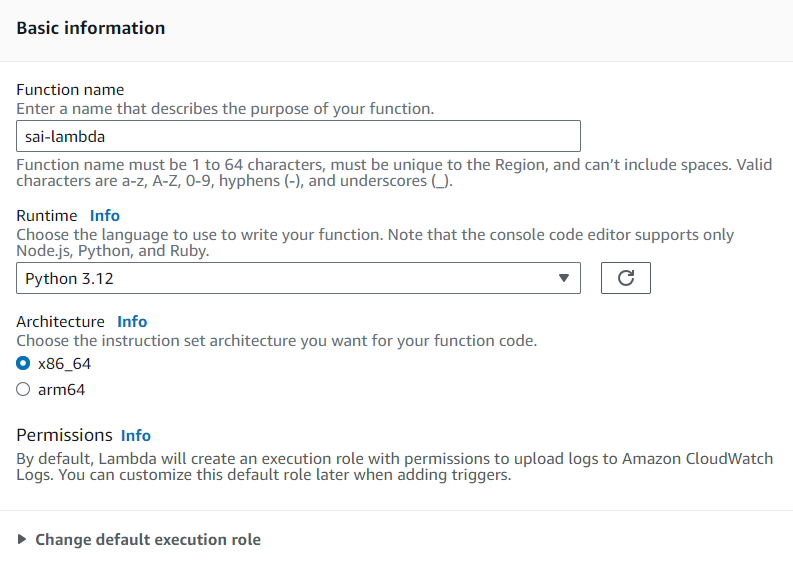 Basic information
Function name
Enter a name that describes the purpose of your function.
sai-lambda
Function name must be 1 to 64 characters, must be unique to the Region, and can’t include spaces. Valid
characters are a-z, A-Z, 0-9, hyphens (-), and underscores (_).
Runtime Info
Choose the language to use to write your function. Note that the console code editor supports only
Node.js, Python, and Ruby.
Python 3.12
Architecture Info
Choose the instruction set architecture you want for your function code.
x86_64
arm64
Permissions Info
By default, Lambda will create an execution role with permissions to upload logs to Amazon CloudWatch
Logs. You can customize this default role later when adding triggers.
Change default execution role